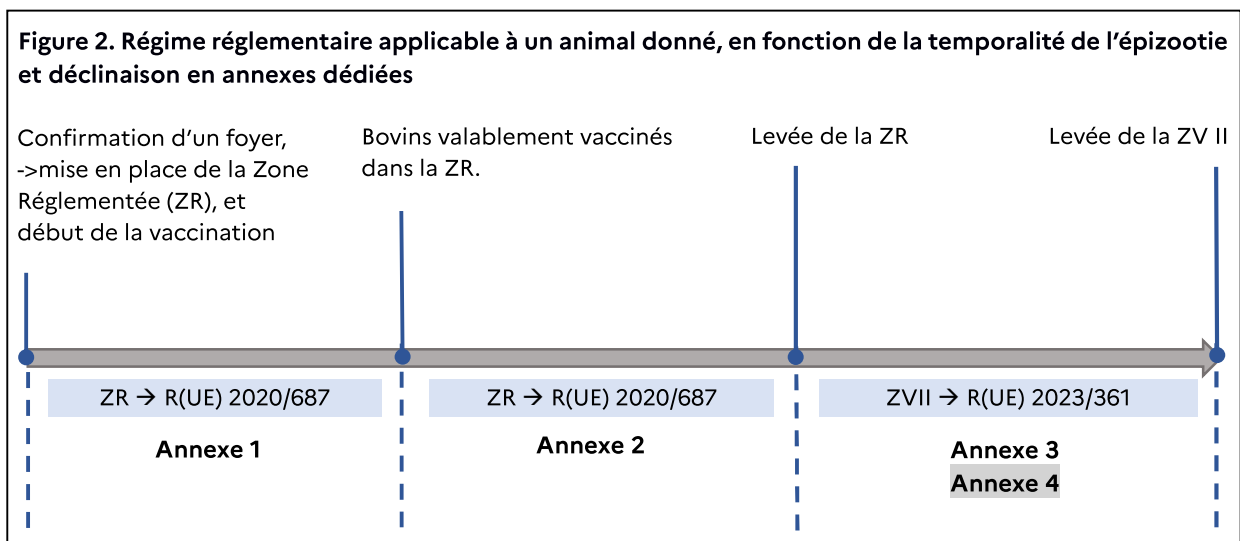 Figure 2. Régime réglementaire applicable à un animal donné, en fonction de la temporalité de l'épizootie
et déclinaison en annexes dédiées
Confirmation d'un foyer,
->mise en place de la Zone
Réglementée (ZR), et
début de la vaccination
Bovins valablement vaccinés
dans la ZR.
Levée de la ZR
Levée de la ZV II
ZR → R(UE) 2020/687
ZR → R(UE) 2020/687
ZVII → R(UE) 2023/361
Annexe 1
Annexe 2
Annexe 3
Annexe 4